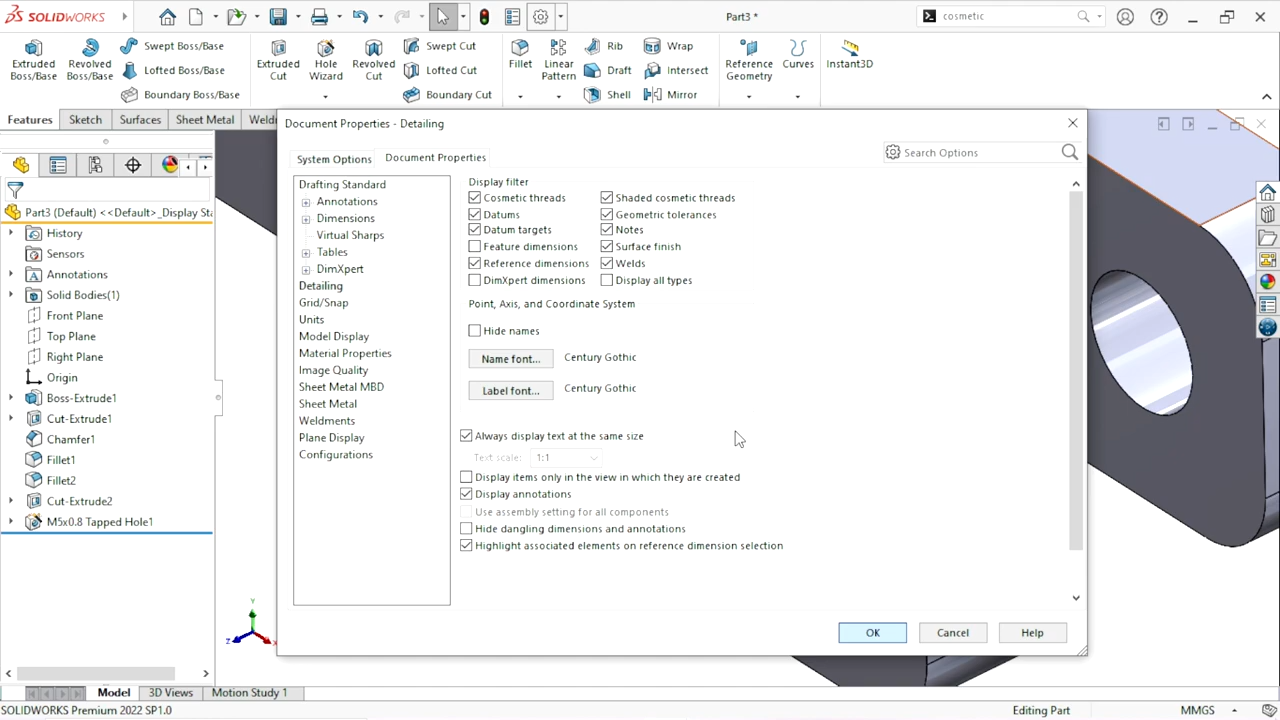 SOLIDWORKS
Part3 *
cosmetic
Extruded Boss/Base
Revolved Boss/Base
Swept Boss/Base
Lofted Boss/Base
Boundary Boss/Base
Extruded Cut
Hole Wizard
Revolved Cut
Swept Cut
Lofted Cut
Boundary Cut
Fillet
Linear Pattern
Rib
Draft
Shell
Wrap
Intersect
Mirror
Reference Geometry
Curves
Instant3D
Features
Sketch
Surfaces
Sheet Metal
Weldn
Part3 (Default) <<Default>_Display Sta
History
Sensors
Annotations
Solid Bodies(1)
Front Plane
Top Plane
Right Plane
Origin
Boss-Extrude1
Cut-Extrude1
Chamfer1
Fillet1
Fillet2
Cut-Extrude2
M5x0.8 Tapped Hole1
Document Properties - Detailing
System Options
Document Properties
Search Options
Drafting Standard
Annotations
Dimensions
Virtual Sharps
Tables
DimXpert
Detailing
Grid/Snap
Units
Model Display
Material Properties
Image Quality
Sheet Metal MBD
Sheet Metal
Weldments
Plane Display
Configurations
Display filter
Cosmetic threads
Shaded cosmetic threads
Datums
Geometric tolerances
Datum targets
Notes
Feature dimensions
Surface finish
Reference dimensions
Welds
DimXpert dimensions
Display all types
Point, Axis, and Coordinate System
Hide names
Name font... Century Gothic
Label font... Century Gothic
Always display text at the same size
Text scale: 1:1
Display items only in the view in which they are created
Display annotations
Use assembly setting for all components
Hide dangling dimensions and annotations
Highlight associated elements on reference dimension selection
OK
Cancel
Help
Y
Z
X
Model
3D Views
Motion Study 1
SOLIDWORKS Premium 2022 SP1.0
Editing Part
MMGS